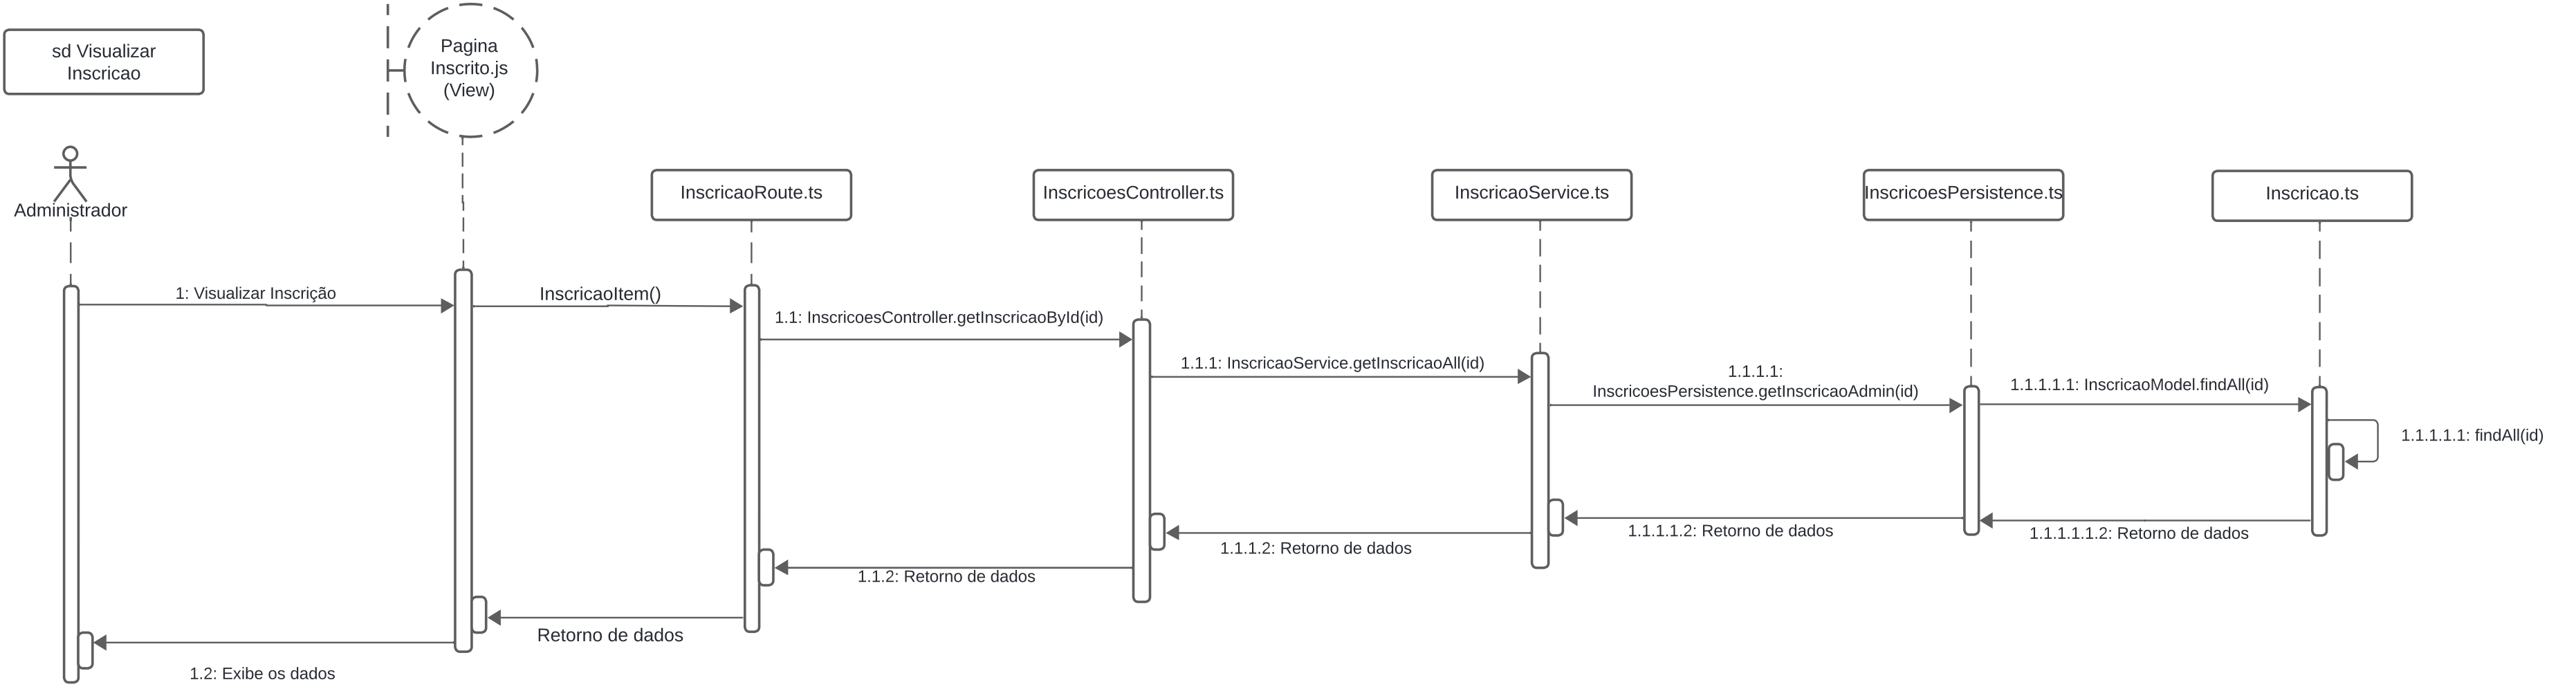 sd Visualizar
Inscricao
Pagina
Inscrito.js
(View)
Administrador
InscricaoRoute.ts
InscricoesController.ts
InscricaoService.ts
InscricoesPersistence.ts
Inscricao.ts
1: Visualizar Inscrição
InscricaoItem()
1.1: InscricoesController.getInscricaoById(id)
1.1.1: InscricaoService.getInscricaoAll(id)
1.1.1.1:
InscricoesPersistence.getInscricaoAdmin(id)
1.1.1.1.1: InscricaoModel.findAll(id)
1.1.1.1.1: findAll(id)
1.1.1.1.1.2: Retorno de dados
1.1.1.1.2: Retorno de dados
1.1.1.2: Retorno de dados
1.1.2: Retorno de dados
Retorno de dados
1.2: Exibe os dados